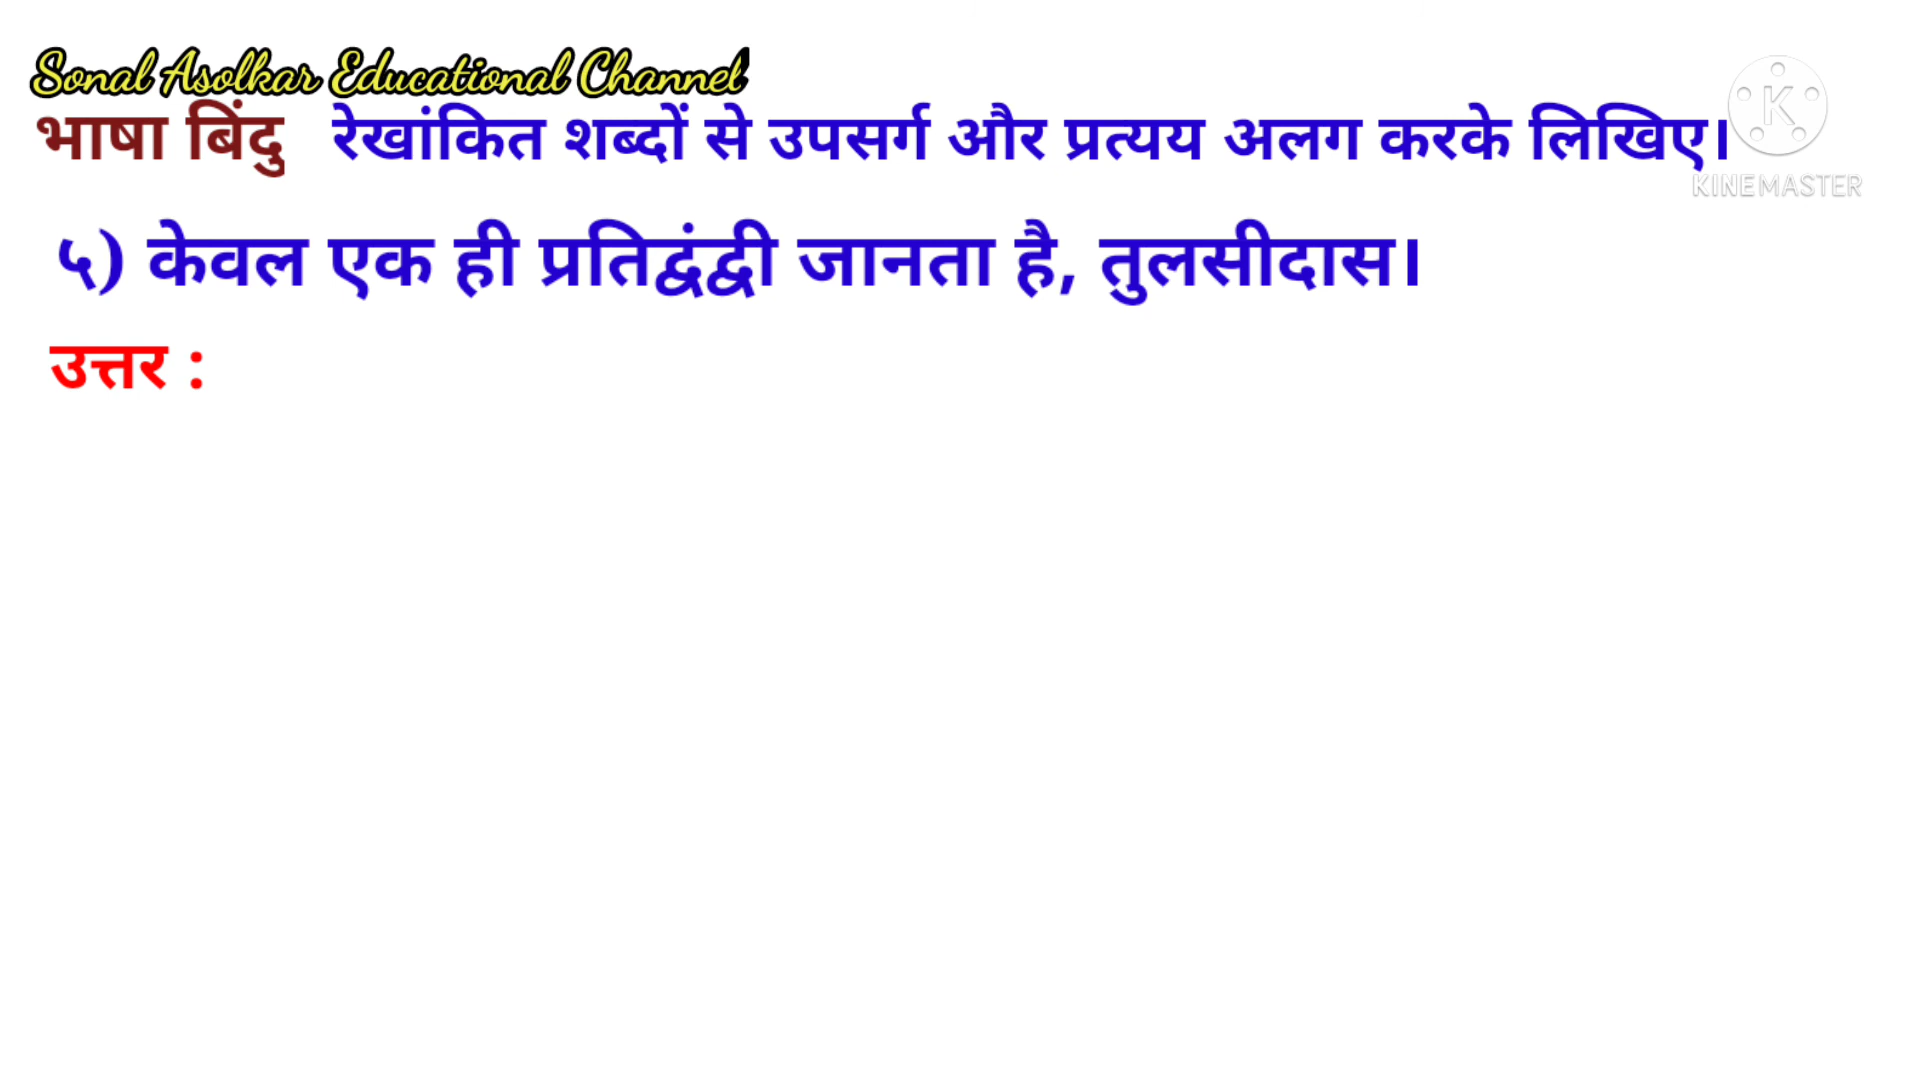 Sonal Asolkar Educational Channel
भाषा बिंदु रेखांकित शब्दों से उपसर्ग और प्रत्यय अलग करके लिखिए।
K
KINEMASTER
५) केवल एक ही प्रतिद्वंद्वी जानता है, तुलसीदास।
उत्तर :